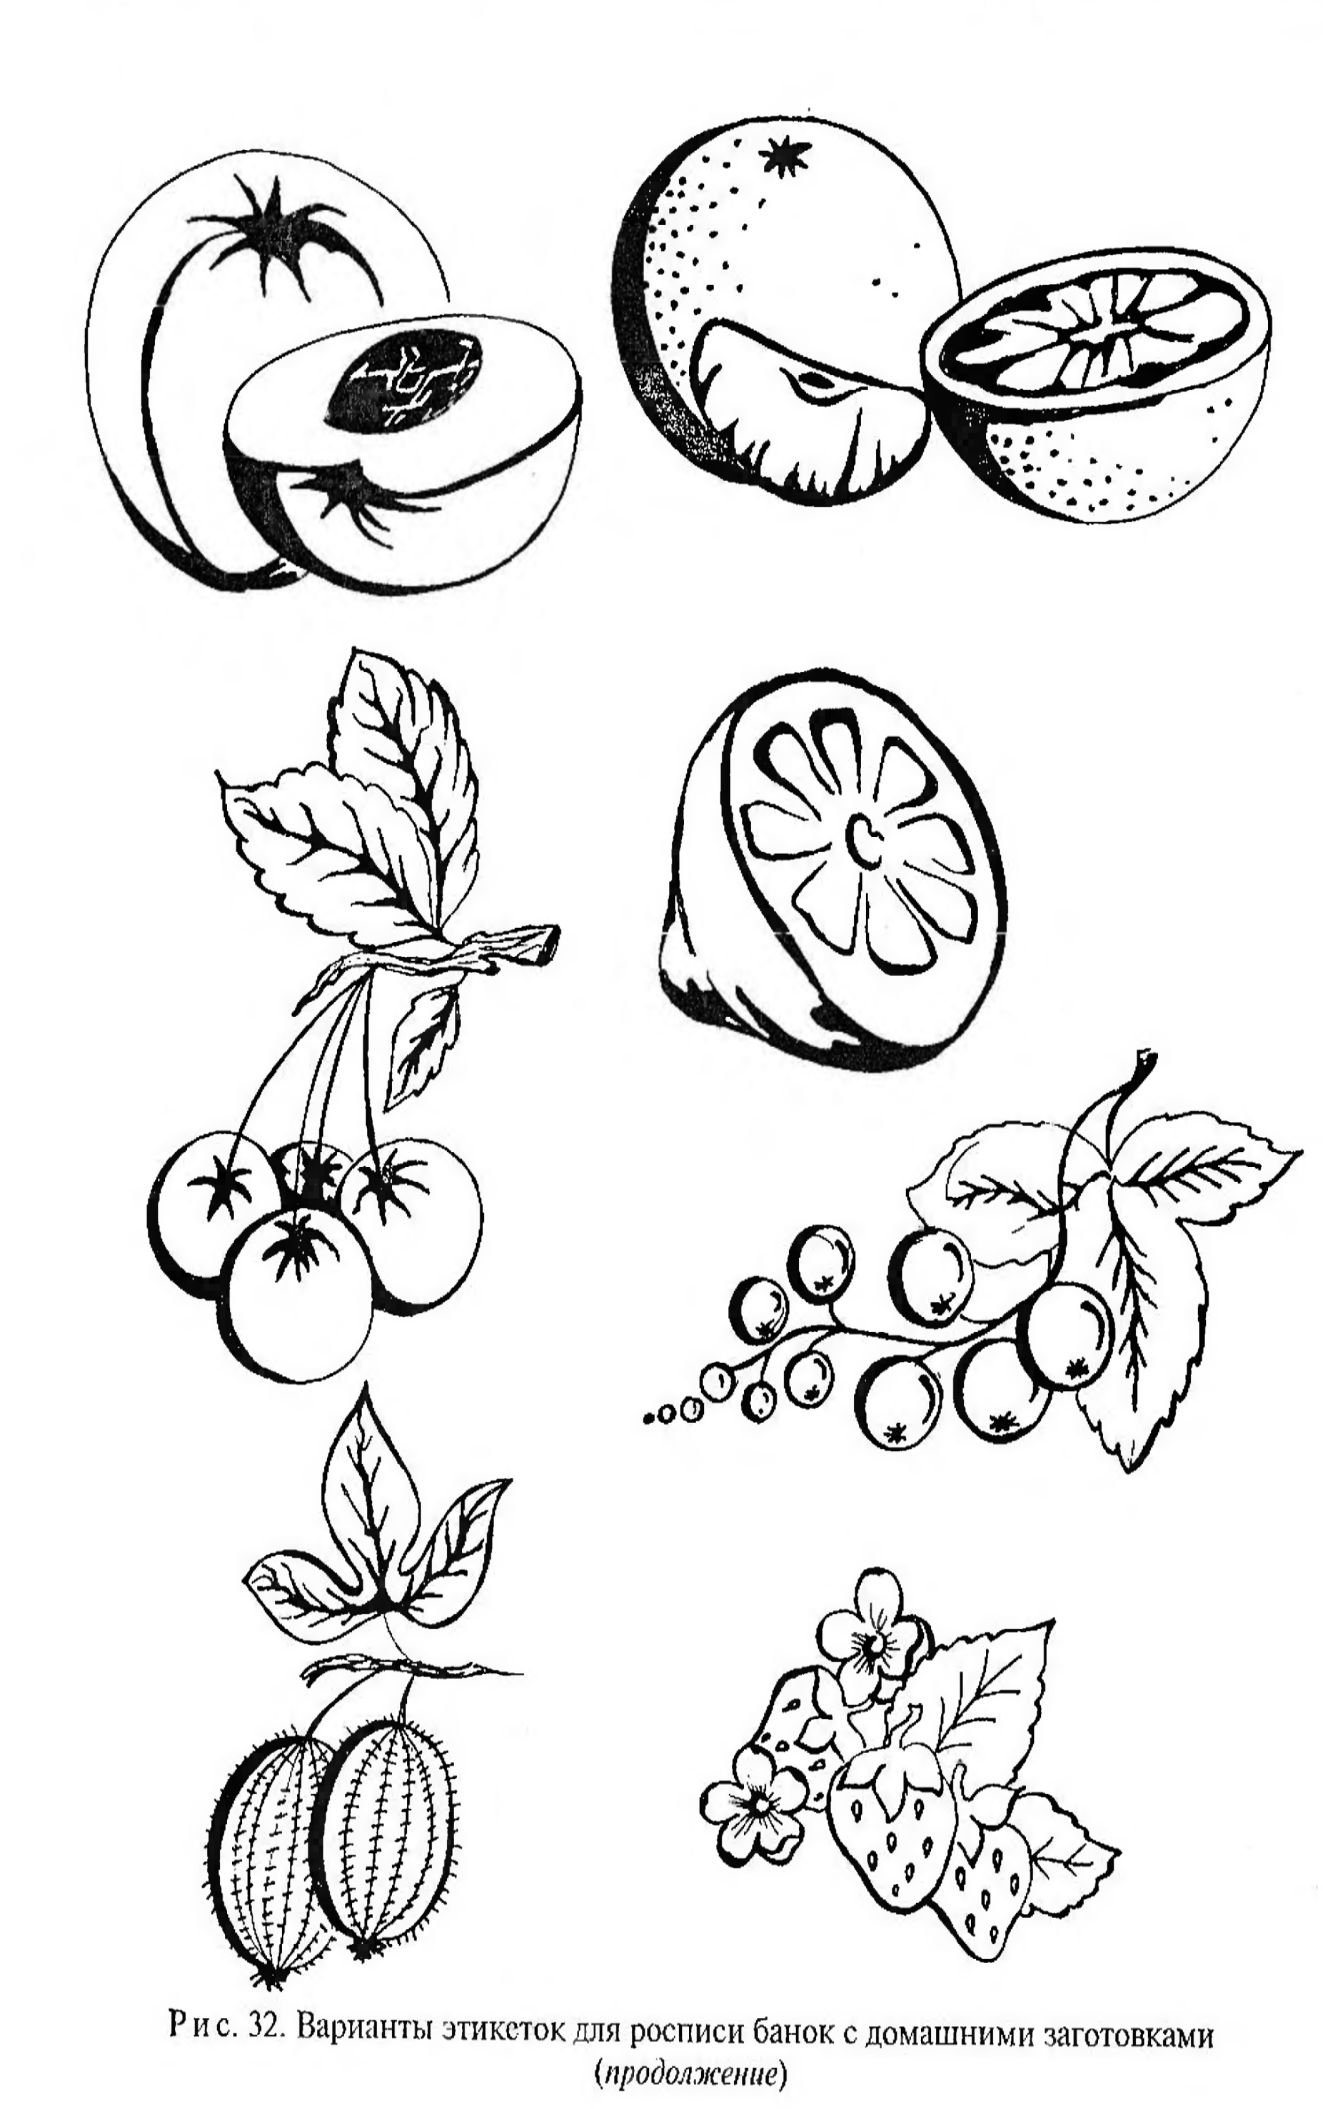 Рис. 32. Варианты этикеток для росписи банок с домашними заготовками
(продолжение)